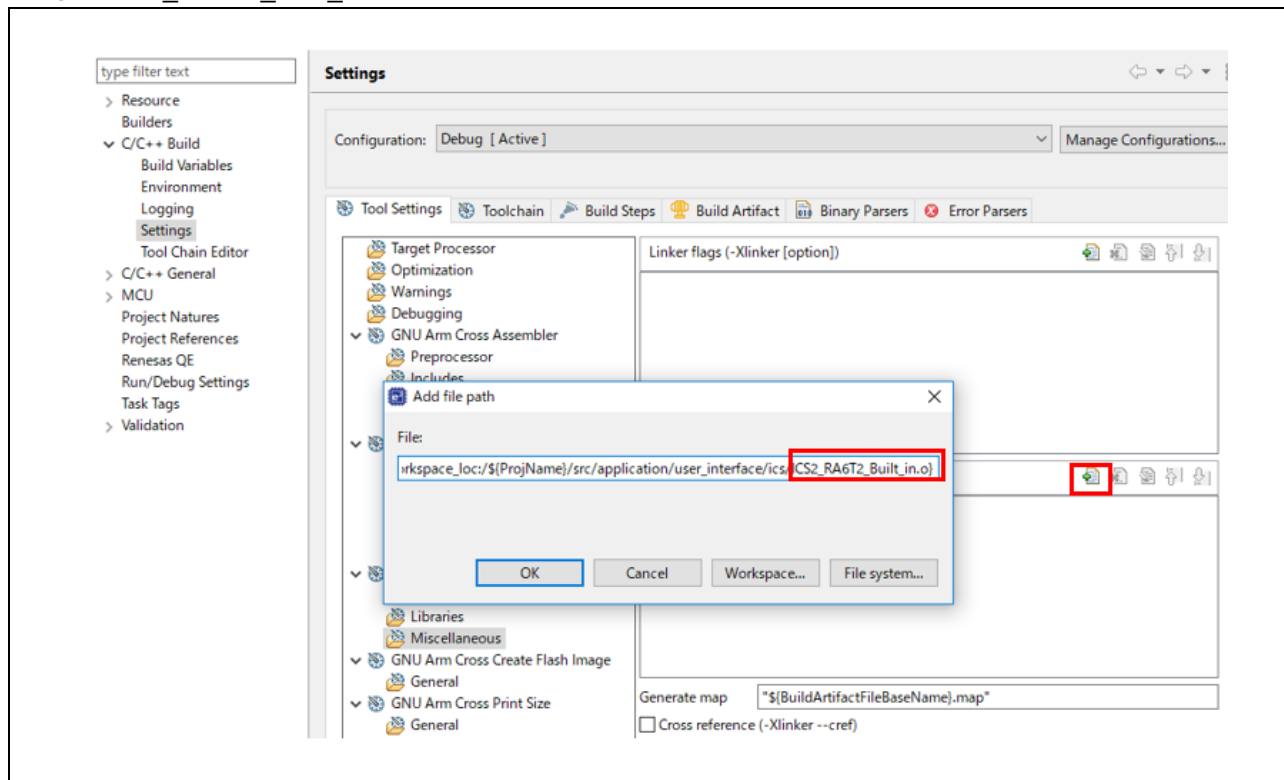 type filter text
Resource
Builders
C/C++ Build
Build Variables
Environment
Logging
Settings
Tool Chain Editor
C/C++ General
MCU
Project Natures
Project References
Renesas QE
Run/Debug Settings
Task Tags
Validation
Settings
Configuration: Debug [ Active ] Manage Configurations...
Tool Settings Toolchain Build Steps Build Artifact Binary Parsers Error Parsers
Target Processor
Optimization
Warnings
Debugging
GNU Arm Cross Assembler
Preprocessor
Includes
Linker flags (-Xlinker [option])
Add file path
File:
rkspace_loc:/${ProjName}/src/application/user_interface/ics/ICS2_RA6T2_Built_in.o}
OK Cancel Workspace... File system...
Libraries
Miscellaneous
GNU Arm Cross Create Flash Image
General
GNU Arm Cross Print Size
General
Generate map "${BuildArtifactFileBaseName}.map"
Cross reference (-Xlinker --cref)